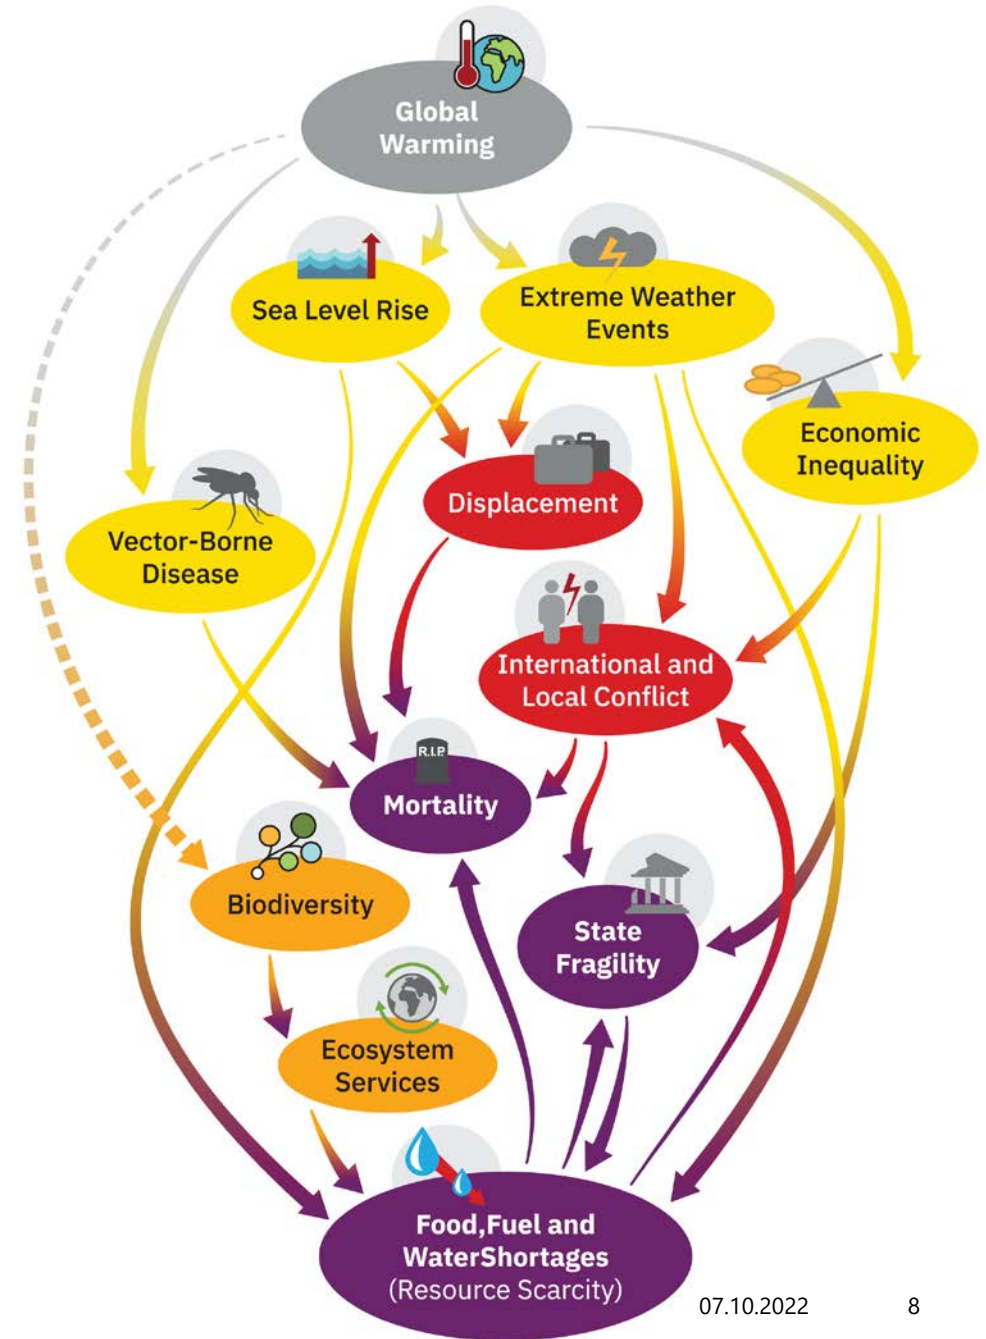 Global
Warming
Sea Level Rise
Extreme Weather
Events
Economic
Inequality
Displacement
Vector-Borne
Disease
International and
Local Conflict
R.I.P.
Mortality
Biodiversity
State
Fragility
Ecosystem
Services
Food,Fuel and
WaterShortages
(Resource Scarcity)
07.10.2022
8